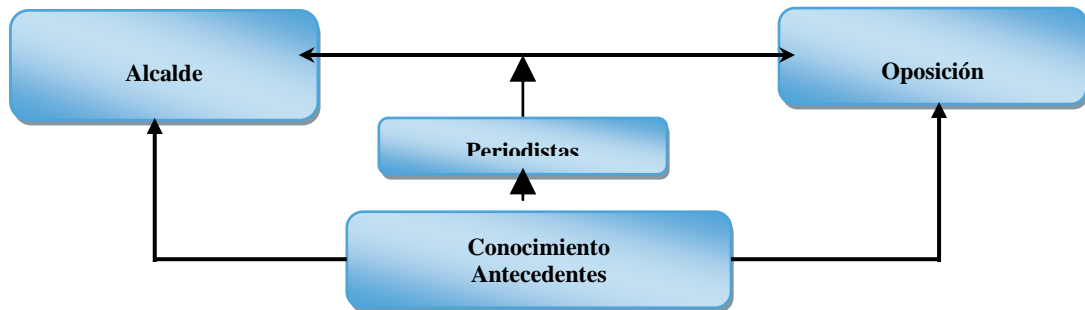 Alcalde
Oposición
Periodistas
Conocimiento
Antecedentes